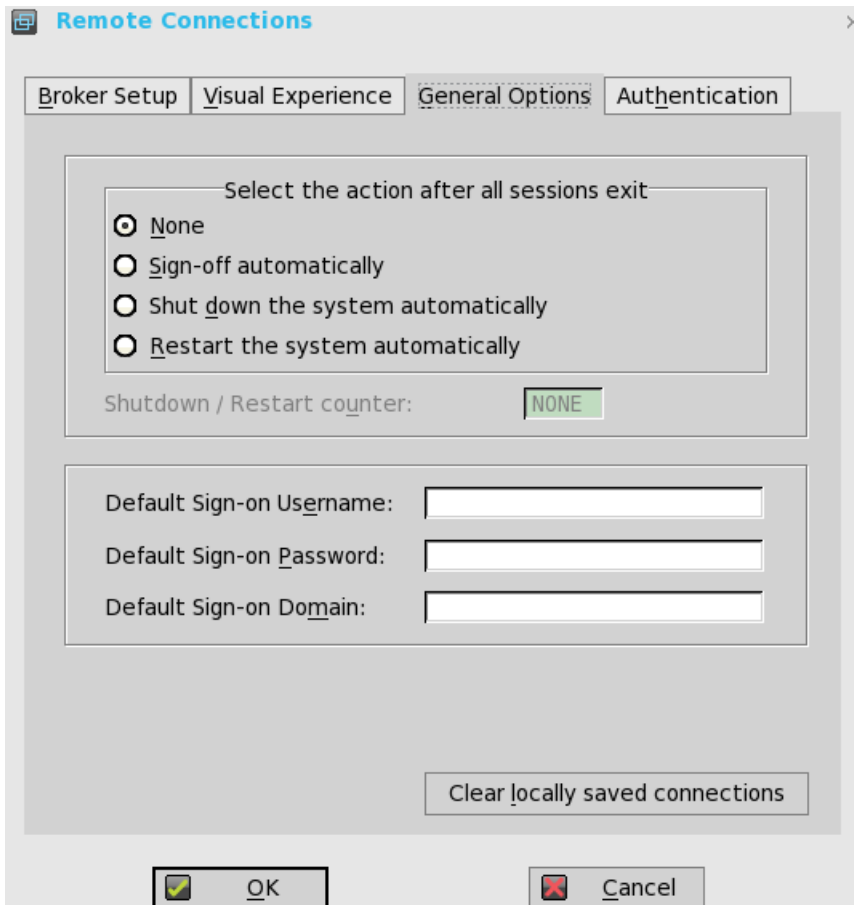 Remote Connections
Broker Setup Visual Experience General Options Authentication
Select the action after all sessions exit
None
Sign-off automatically
Shut down the system automatically
Restart the system automatically
Shutdown / Restart counter: NONE
Default Sign-on Username:
Default Sign-on Password:
Default Sign-on Domain:
Clear locally saved connections
OK Cancel